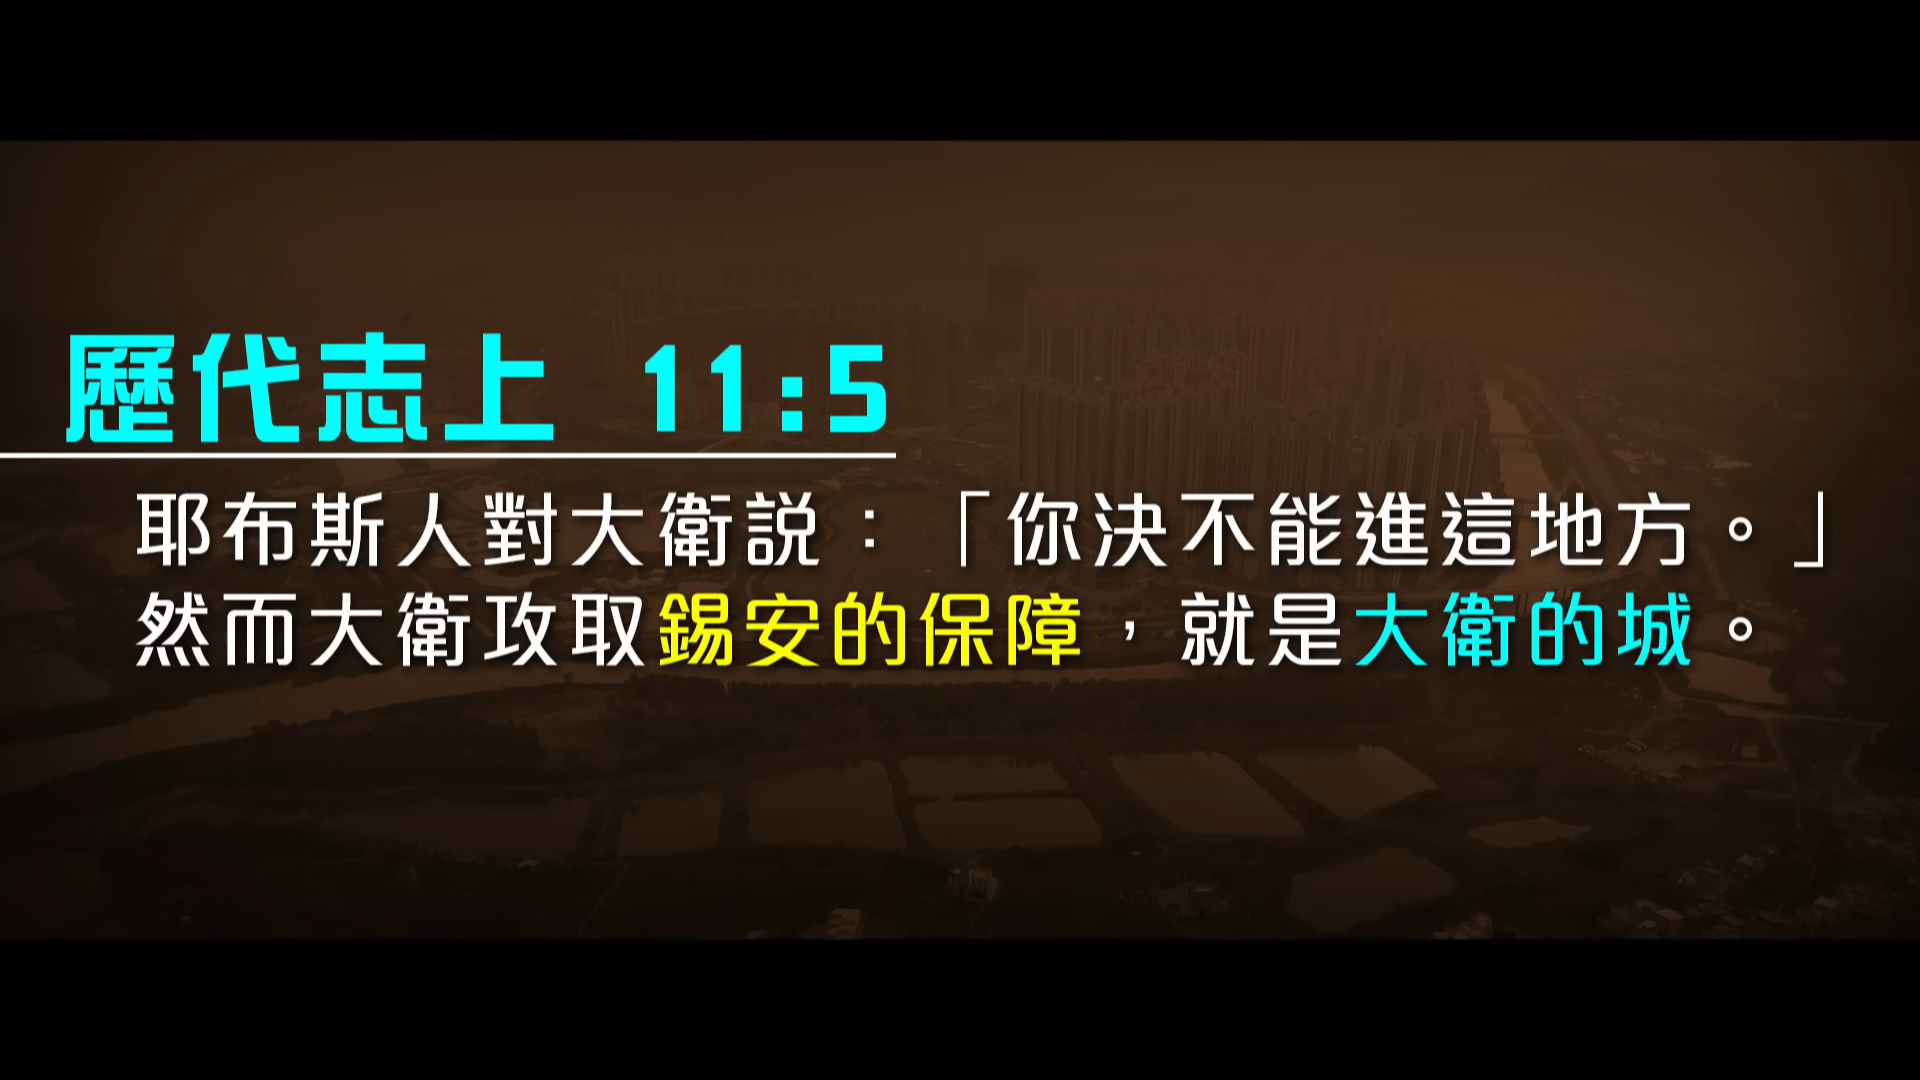 歷代志上 11:5
耶布斯人對大衛説：「你決不能進這地方。」
然而大衛攻取錫安的保障，就是大衛的城。